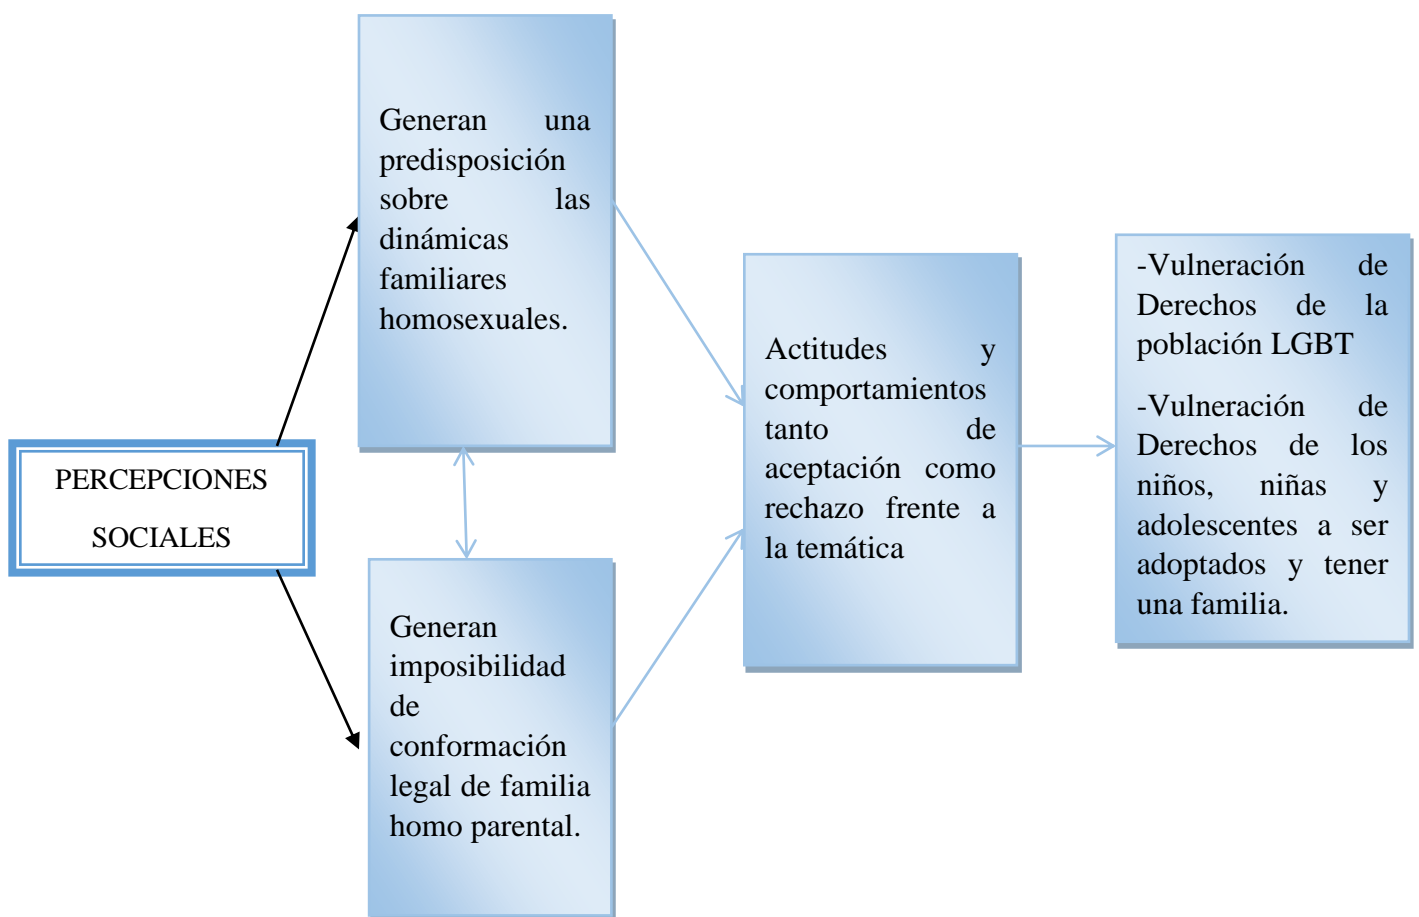 PERCEPCIONES
SOCIALES
Generan una
predisposición
sobre las
dinámicas
familiares
homosexuales.
Generan
imposibilidad
de
conformación
legal de familia
homo parental.
Actitudes y
comportamientos
tanto de
aceptación como
rechazo frente a
la temática
-Vulneración de
Derechos de la
población LGBT
-Vulneración de
Derechos de los
niños, niñas y
adolescentes a ser
adoptados y tener
una familia.